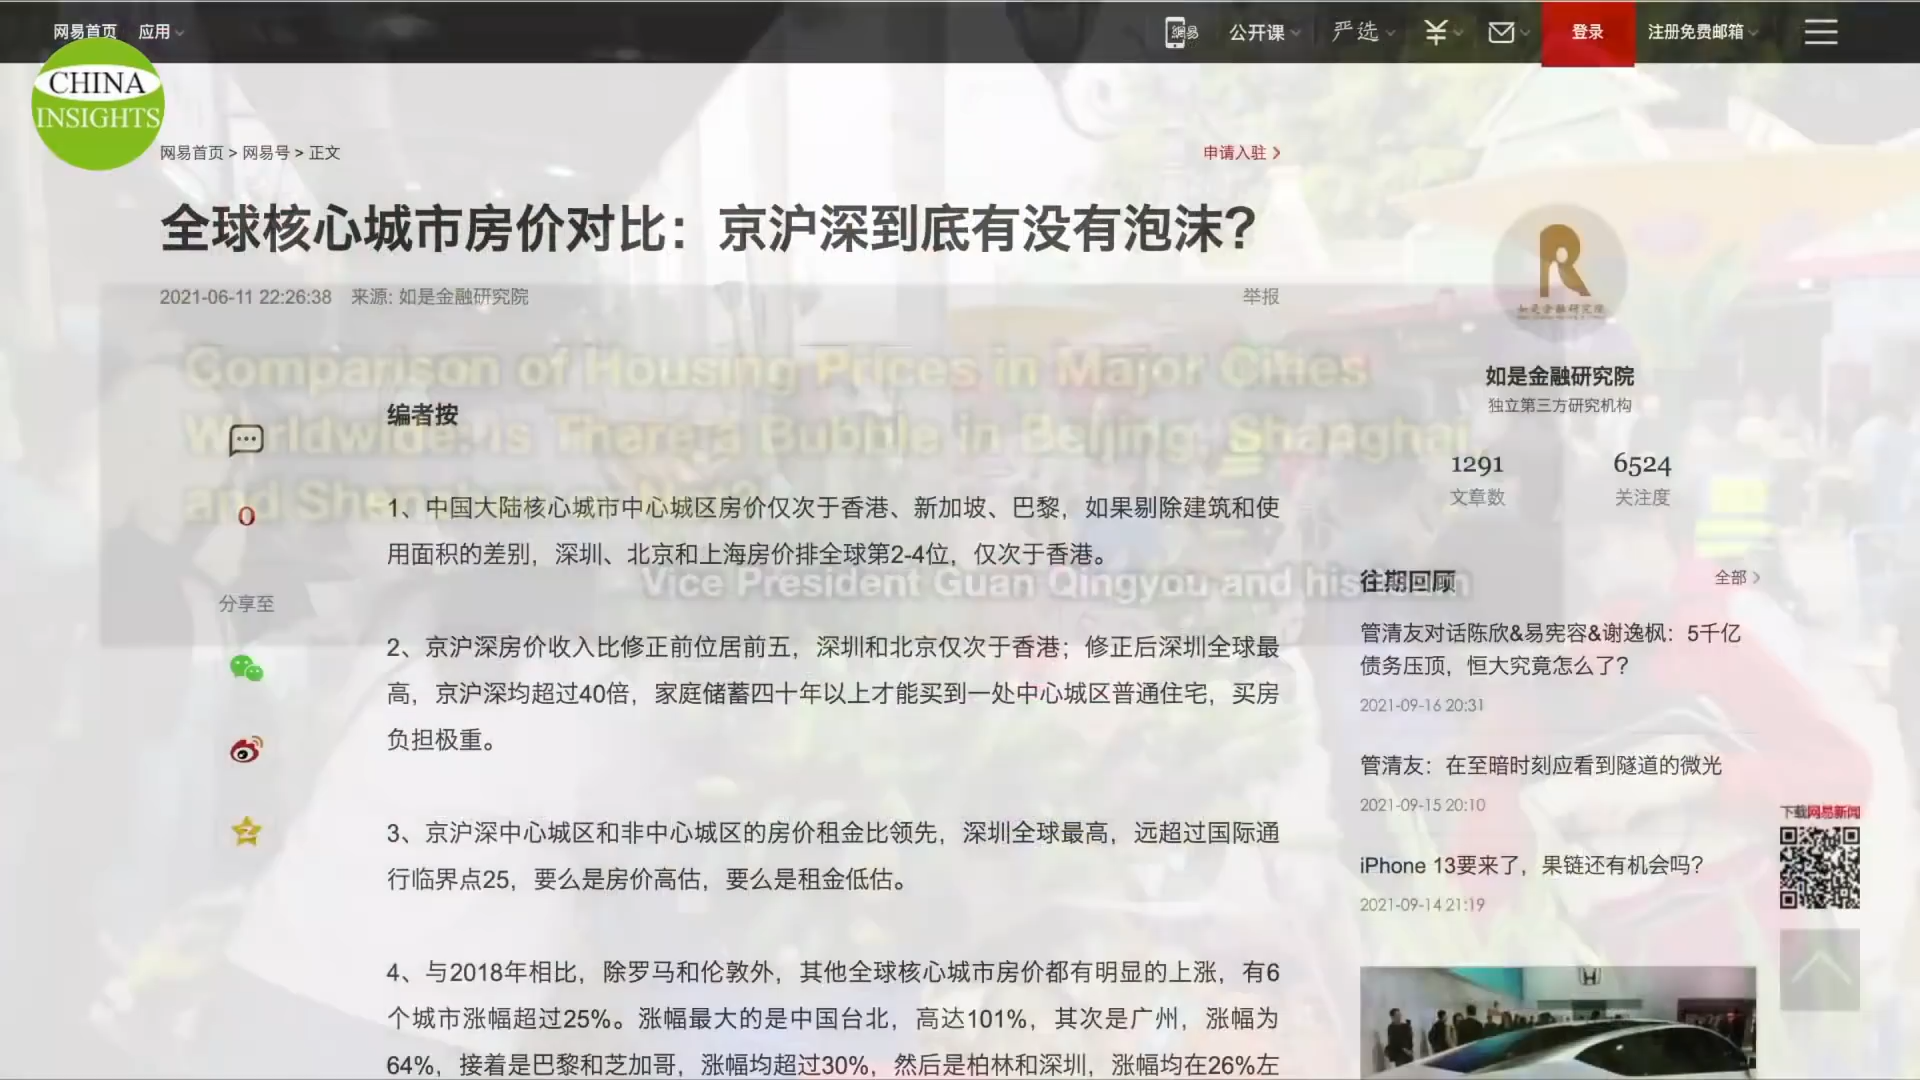 网易首页 应用 網易 公开课 严选 登录 注册免费邮箱
CHINA
INSIGHTS
网易首页 > 网易号 > 正文
申请入驻
全球核心城市房价对比：京沪深到底有没有泡沫？
2021-06-11 22:26:38 来源: 如是金融研究院
举报
Comparison of Housing Prices in Major Cities
Worldwide: Is There a Bubble in Beijing, Shanghai,
and Shenzhen
Vice President Guan Qingyou and his
编者按
0
分享至
1、中国大陆核心城市中心城区房价仅次于香港、新加坡、巴黎，如果剔除建筑和使
用面积的差别，深圳、北京和上海房价排全球第2-4位，仅次于香港。
2、京沪深房价收入比修正前位居前五，深圳和北京仅次于香港；修正后深圳全球最
高，京沪深均超过40倍，家庭储蓄四十年以上才能买到一处中心城区普通住宅，买房
负担极重。
3、京沪深中心城区和非中心城区的房价租金比领先，深圳全球最高，远超过国际通
行临界点25，要么是房价高估，要么是租金低估。
4、与2018年相比，除罗马和伦敦外，其他全球核心城市房价都有明显的上涨，有6
个城市涨幅超过25%。涨幅最大的是中国台北，高达101%，其次是广州，涨幅为
64%，接着是巴黎和芝加哥，涨幅均超过30%，然后是柏林和深圳，涨幅均在26%左
R
如是金融研究院
如是金融研究院
独立第三方研究机构
1291 6524
文章数 关注度
往期回顾 全部
管清友对话陈欣&易宪容&谢逸枫：5千亿
债务压顶，恒大究竟怎么了？
2021-09-16 20:31
管清友：在至暗时刻应看到隧道的微光
2021-09-15 20:10
iPhone 13要来了，果链还有机会吗？
2021-09-14 21:19
下载网易新闻